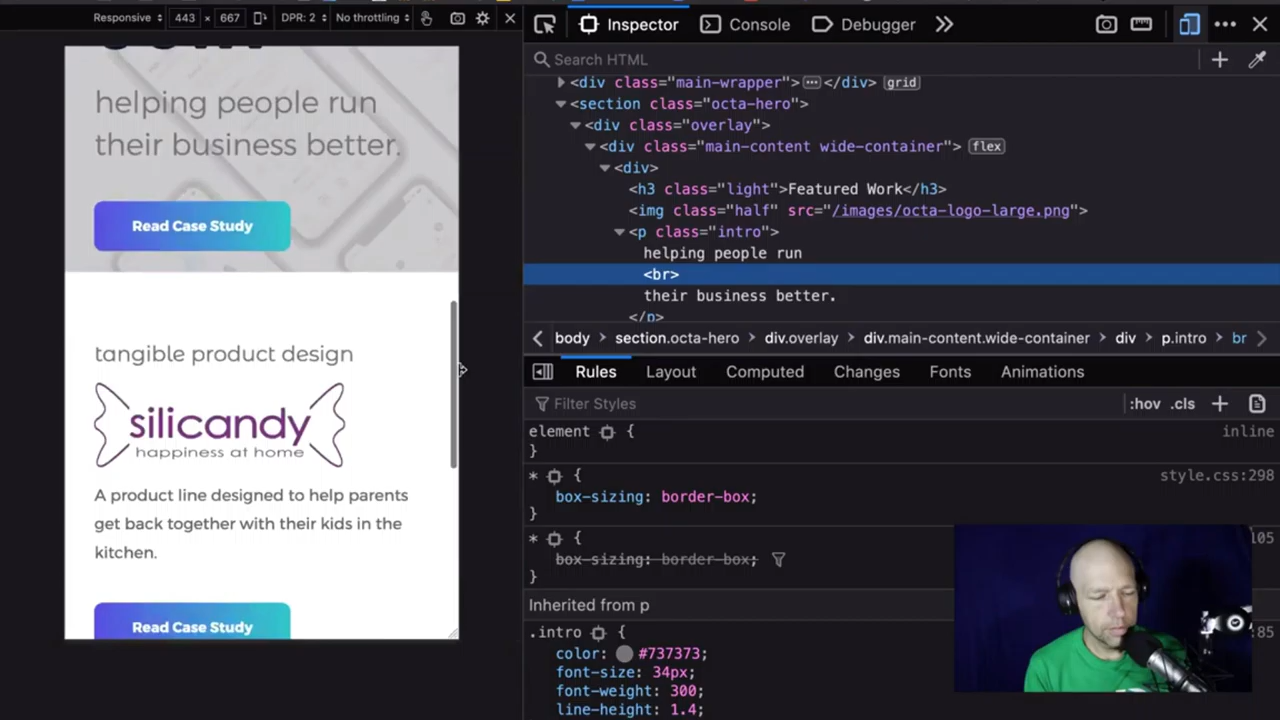 Responsive 443 × 667 DPR: 2 No throttling
helping people run
their business better.
Read Case Study
tangible product design
silicandy
happiness at home
A product line designed to help parents
get back together with their kids in the
kitchen.
Read Case Study
Inspector Console Debugger
Search HTML
<div class="main-wrapper"></div> grid
<section class="octa-hero">
<div class="overlay">
<div class="main-content wide-container"> flex
<div>
<h3 class="light">Featured Work</h3>
<img class="half" src="/images/octa-logo-large.png">
<p class="intro">
helping people run
<br>
their business better.
</p>
body section.octa-hero div.overlay div.main-content.wide-container div p.intro br
Rules Layout Computed Changes Fonts Animations
Filter Styles :hov .cls
element { inline
}
* { style.css:298
box-sizing: border-box;
}
* { 105
box-sizing: border-box;
}
Inherited from p
.intro { :85
color: #737373;
font-size: 34px;
font-weight: 300;
line-height: 1.4;